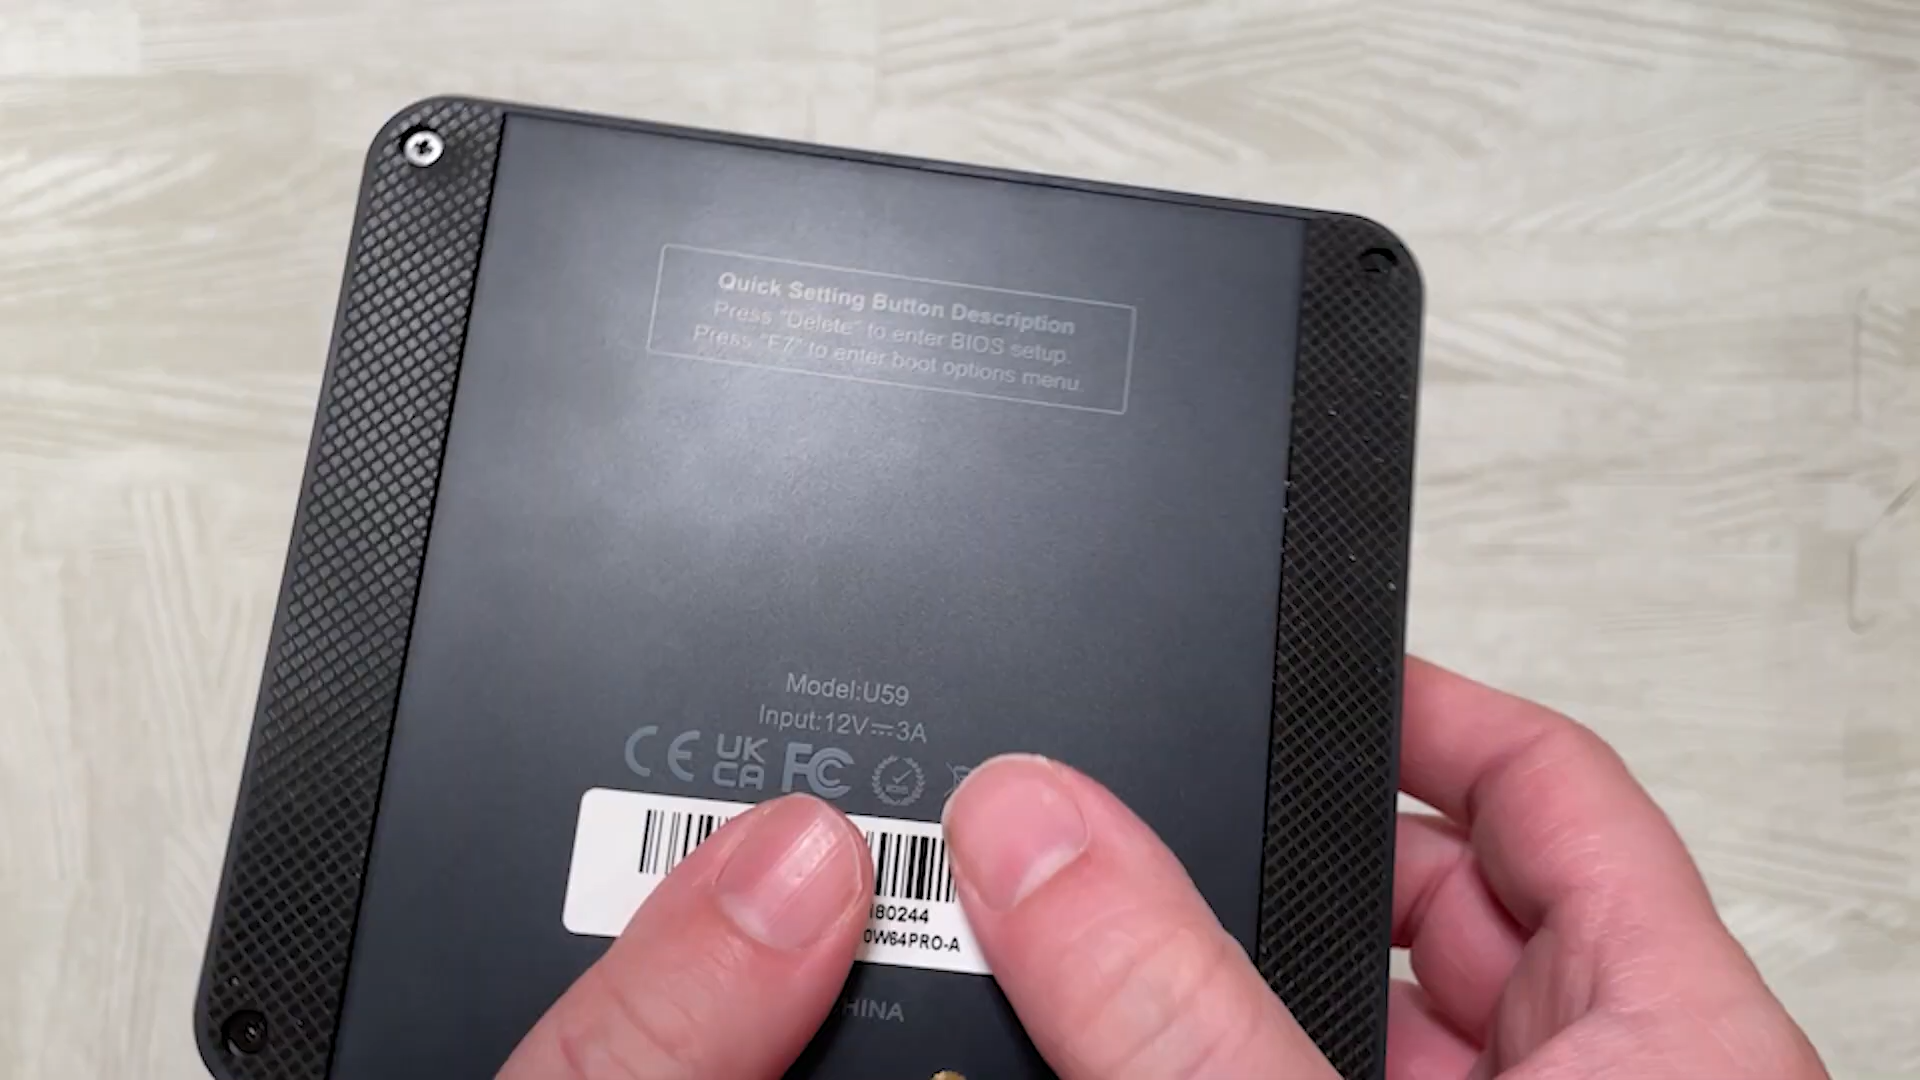 Quick Setting Button Description
Press "Delete" to enter BIOS setup.
Press "F7" to enter boot options menu.
Model:U59
Input:12V⎓3A
CE UK CA FC
80244
0W64PRO-A
HINA